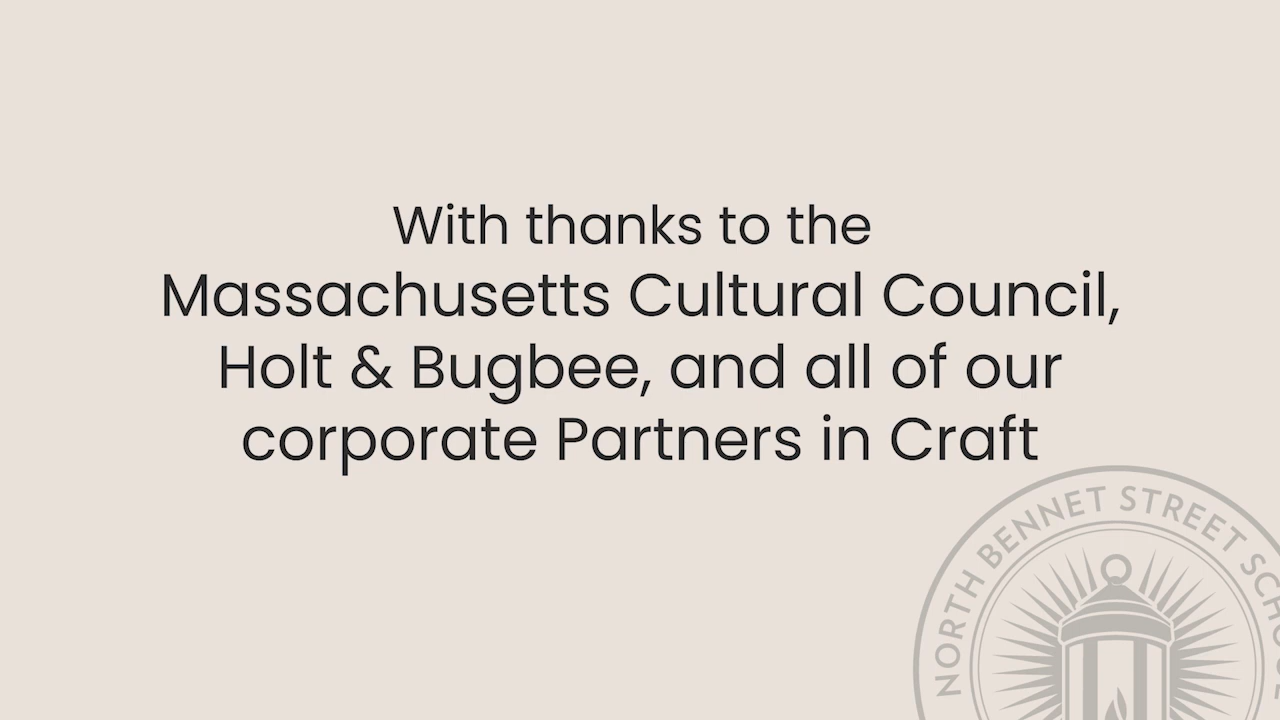 With thanks to the
Massachusetts Cultural Council,
Holt & Bugbee, and all of our
corporate Partners in Craft
NORTH BENNET STREET SCHOOL